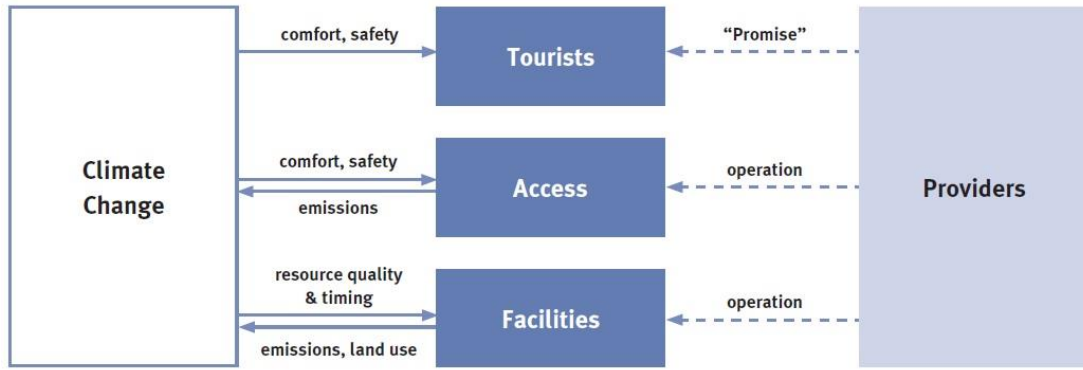 comfort, safety
Tourists
“Promise”
Climate
Change
comfort, safety
emissions
Access
operation
Providers
resource quality
& timing
emissions, land use
Facilities
operation